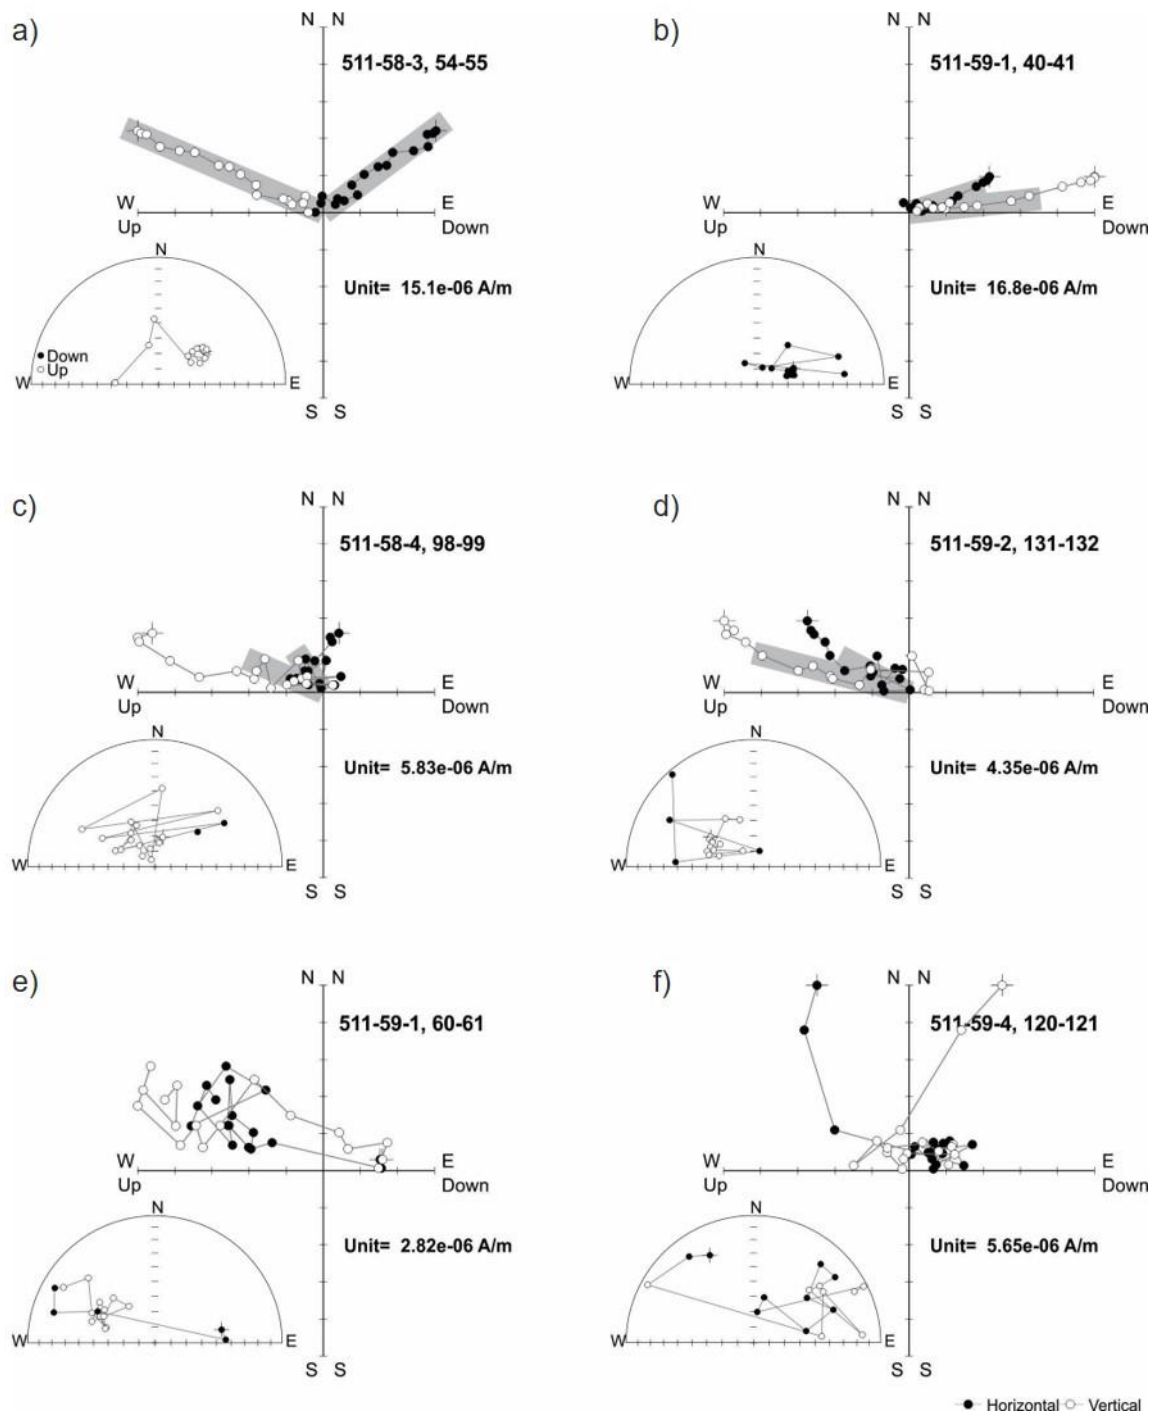 a)
N N
511-58-3, 54-55
W E
Up Down
N
Unit= 15.1e-06 A/m
Down
Up
W E
S S
b)
N N
511-59-1, 40-41
W E
Up Down
N
Unit= 16.8e-06 A/m
W E
S S
c)
N N
511-58-4, 98-99
W E
Up Down
N
Unit= 5.83e-06 A/m
W E
S S
d)
N N
511-59-2, 131-132
W E
Up Down
N
Unit= 4.35e-06 A/m
W E
S S
e)
N N
511-59-1, 60-61
W E
Up Down
N
Unit= 2.82e-06 A/m
W E
S S
f)
N N
511-59-4, 120-121
W E
Up Down
N
Unit= 5.65e-06 A/m
W E
S S
Horizontal Vertical